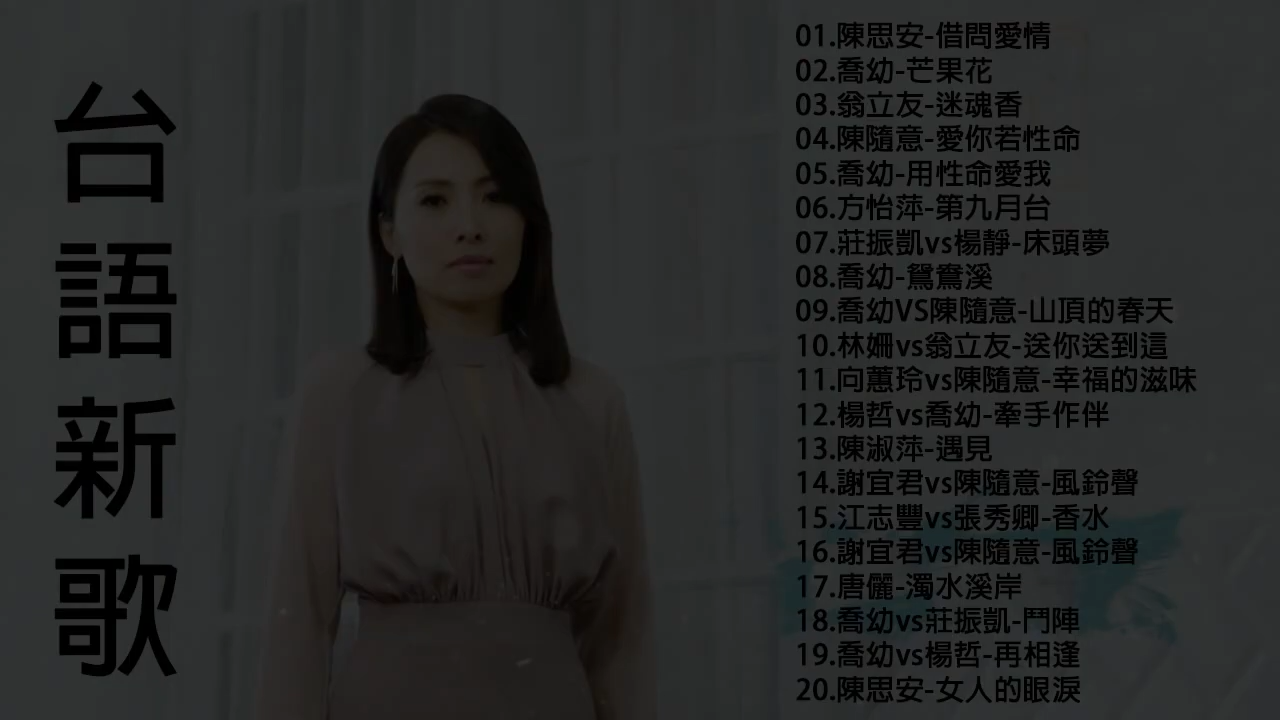 台語新歌
01.陳思安-借問愛情
02.喬幼-芒果花
03.翁立友-迷魂香
04.陳隨意-愛你若性命
05.喬幼-用性命愛我
06.方怡萍-第九月台
07.莊振凱vs楊靜-床頭夢
08.喬幼-鴛鴦溪
09.喬幼VS陳隨意-山頂的春天
10.林姍vs翁立友-送你送到這
11.向蕙玲vs陳隨意-幸福的滋味
12.楊哲vs喬幼-牽手作伴
13.陳淑萍-遇見
14.謝宜君vs陳隨意-風鈴聲
15.江志豐vs張秀卿-香水
16.謝宜君vs陳隨意-風鈴聲
17.唐儷-濁水溪岸
18.喬幼vs莊振凱-鬥陣
19.喬幼vs楊哲-再相逢
20.陳思安-女人的眼淚